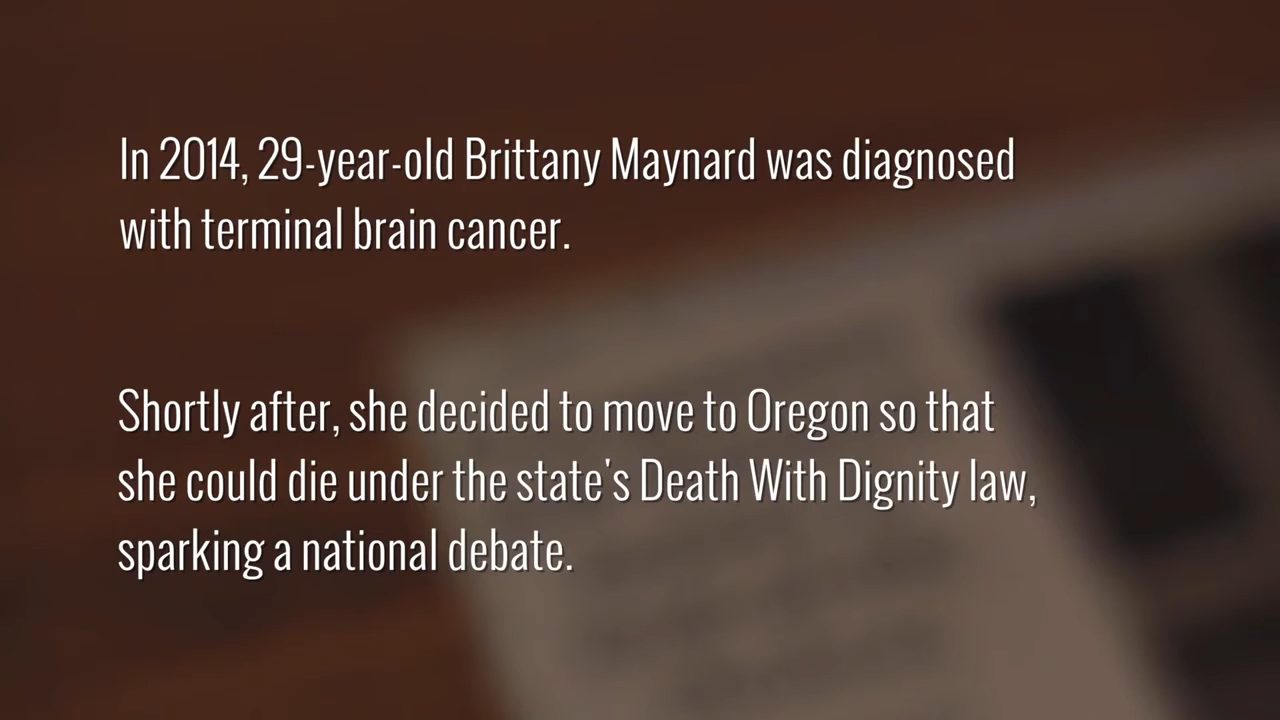 In 2014, 29-year-old Brittany Maynard was diagnosed
with terminal brain cancer.
Shortly after, she decided to move to Oregon so that
she could die under the state's Death With Dignity law,
sparking a national debate.